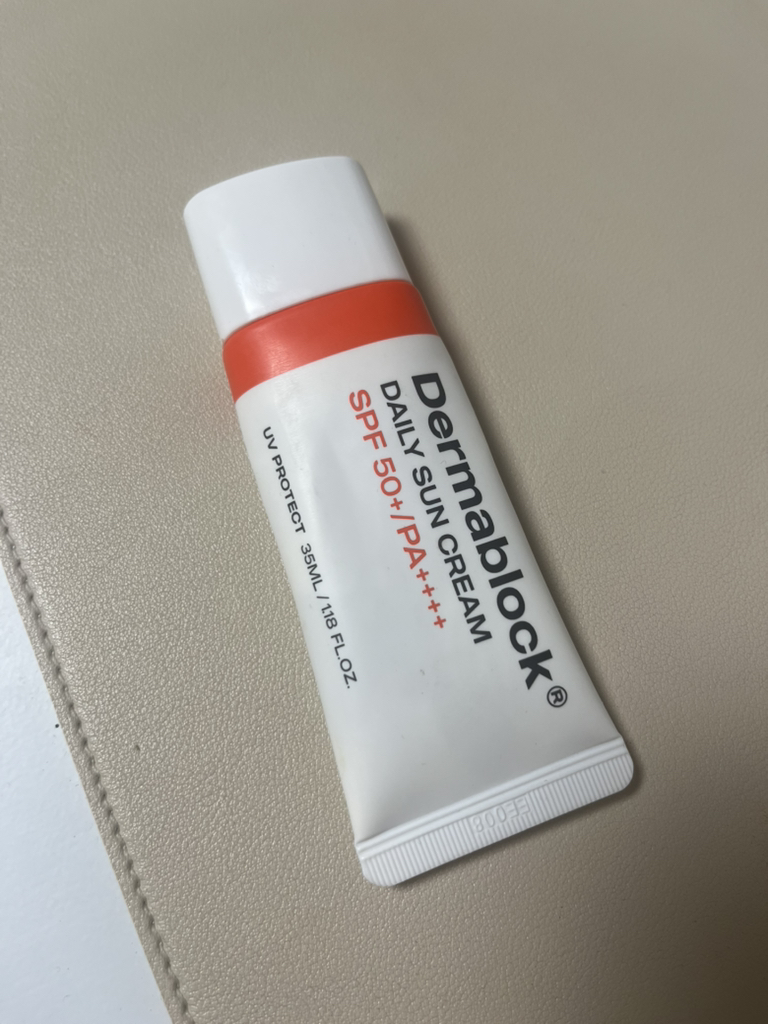 Dermablock®
DAILY SUN CREAM
SPF 50+/PA++++
UV PROTECT 35ML / 1.18 FL.OZ.